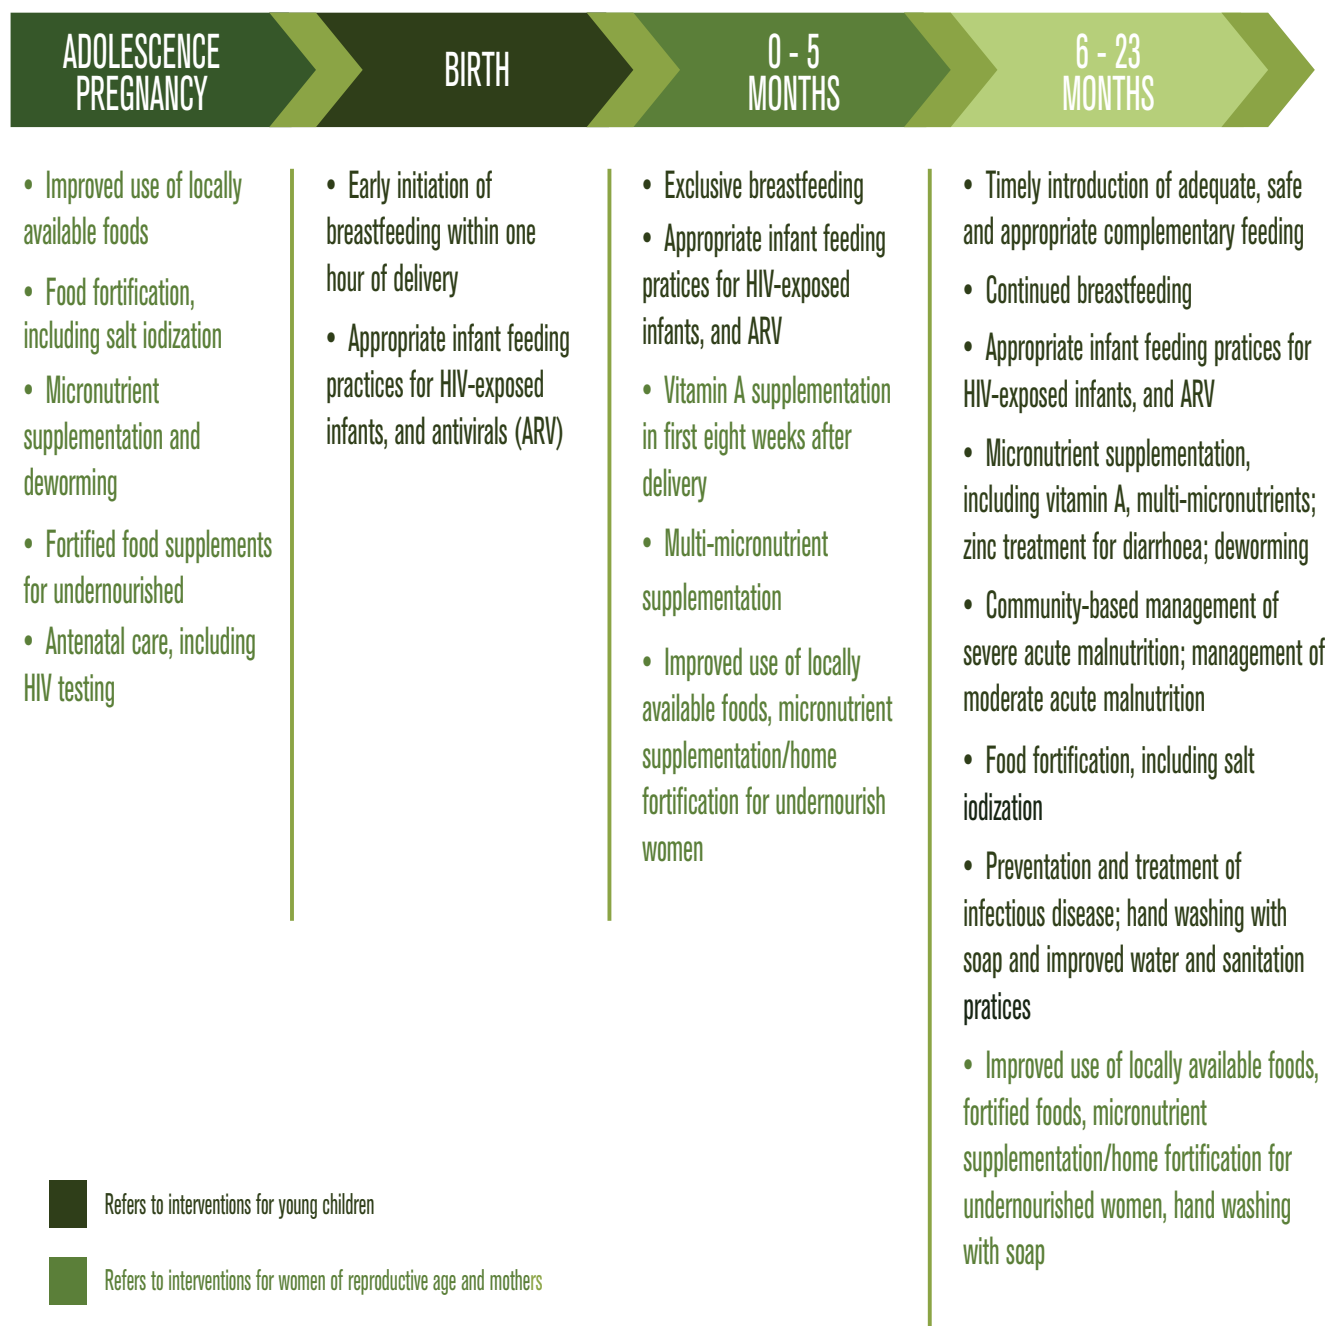 ADOLESCENCE
PREGNANCY
BIRTH
0 - 5
MONTHS
6 - 23
MONTHS
• Improved use of locally
available foods
• Food fortification,
including salt iodization
• Micronutrient
supplementation and
deworming
• Fortified food supplements
for undernourished
• Antenatal care, including
HIV testing
• Early initiation of
breastfeeding within one
hour of delivery
• Appropriate infant feeding
practices for HIV-exposed
infants, and antivirals (ARV)
• Exclusive breastfeeding
• Appropriate infant feeding
pratices for HIV-exposed
infants, and ARV
• Vitamin A supplementation
in first eight weeks after
delivery
• Multi-micronutrient
supplementation
• Improved use of locally
available foods, micronutrient
supplementation/home
fortification for undernourish
women
• Timely introduction of adequate, safe
and appropriate complementary feeding
• Continued breastfeeding
• Appropriate infant feeding pratices for
HIV-exposed infants, and ARV
• Micronutrient supplementation,
including vitamin A, multi-micronutrients;
zinc treatment for diarrhoea; deworming
• Community-based management of
severe acute malnutrition; management of
moderate acute malnutrition
• Food fortification, including salt
iodization
• Preventation and treatment of
infectious disease; hand washing with
soap and improved water and sanitation
pratices
• Improved use of locally available foods,
fortified foods, micronutrient
supplementation/home fortification for
undernourished women, hand washing
with soap
Refers to interventions for young children
Refers to interventions for women of reproductive age and mothers